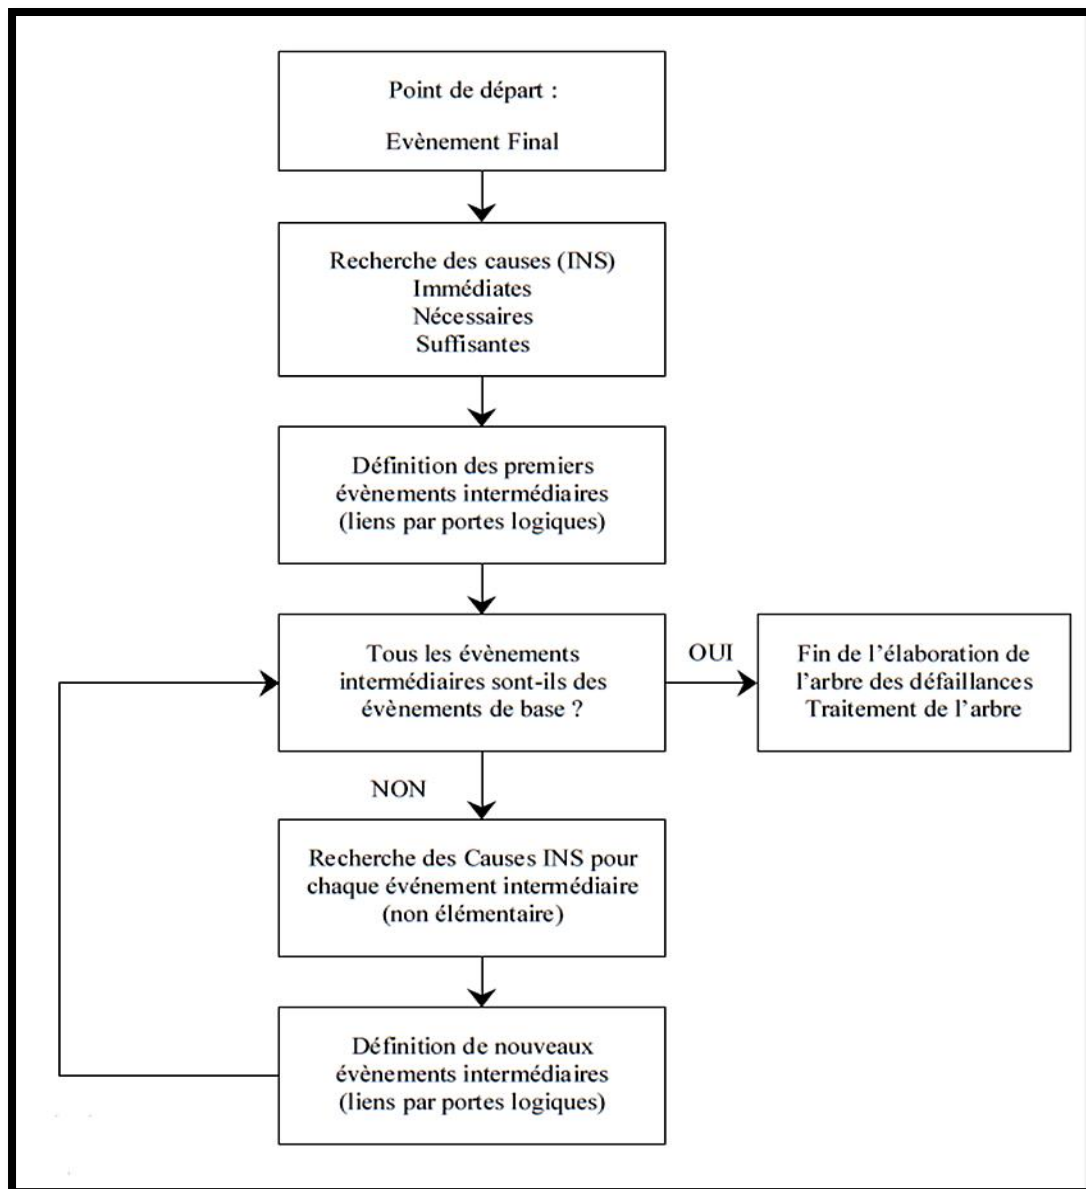 Point de départ :
Evènement Final
Recherche des causes (INS)
Immédiates
Nécessaires
Suffisantes
Définition des premiers
évènements intermédiaires
(liens par portes logiques)
Tous les évènements
intermédiaires sont-ils des
évènements de base ?
OUI
Fin de l'élaboration de
l'arbre des défaillances
Traitement de l'arbre
NON
Recherche des Causes INS pour
chaque événement intermédiaire
(non élémentaire)
Définition de nouveaux
évènements intermédiaires
(liens par portes logiques)